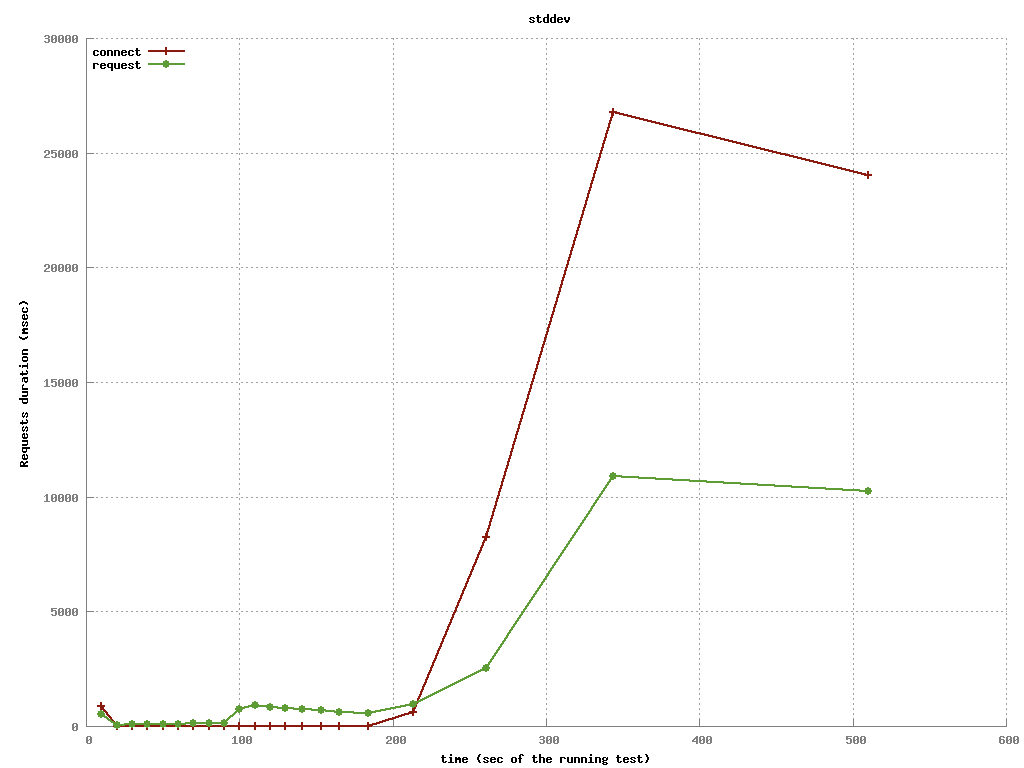 stddev
connect
request
30000
25000
20000
15000
10000
5000
0
Requests duration (msec)
0 100 200 300 400 500 600
time (sec of the running test)